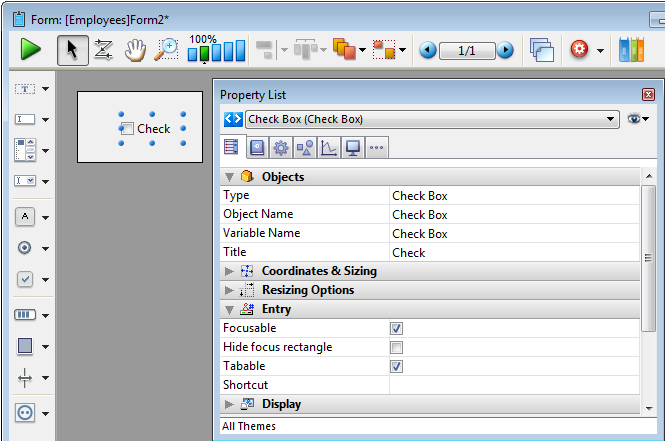 Form: [Employees]Form2*
100%
1/1
T
Check
Property List
Check Box (Check Box)
Objects
Type Check Box
Object Name Check Box
Variable Name Check Box
Title Check
Coordinates & Sizing
Resizing Options
Entry
Focusable
Hide focus rectangle
Tabable
Shortcut
Display
All Themes
A